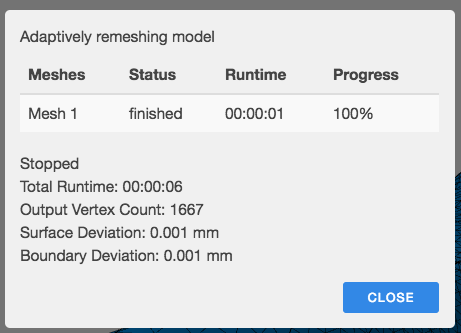 Adaptively remeshing model
Meshes Status Runtime Progress
Mesh 1 finished 00:00:01 100%
Stopped
Total Runtime: 00:00:06
Output Vertex Count: 1667
Surface Deviation: 0.001 mm
Boundary Deviation: 0.001 mm
CLOSE